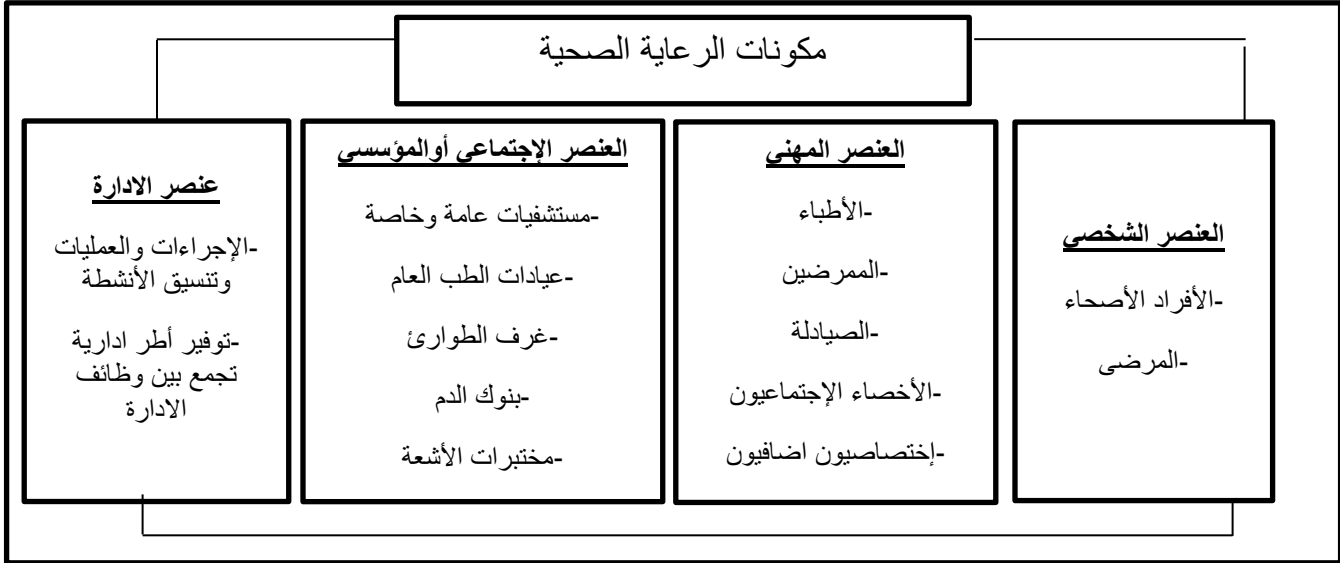 مكونات الرعاية الصحية
العنصر الشخصي
-الأفراد الأصحاء
-المرضى
العنصر المهني
-الأطباء
-الممرضين
-الصيادلة
-الأخصاء الإجتماعيون
-إختصاصيون اضافيون
العنصر الإجتماعي أوالمؤسسي
-مستشفيات عامة وخاصة
-عيادات الطب العام
-غرف الطوارئ
-بنوك الدم
-مختبرات الأشعة
عنصر الادارة
-الإجراءات والعمليات
وتنسيق الأنشطة
-توفير أطر ادارية
تجمع بين وظائف
الادارة